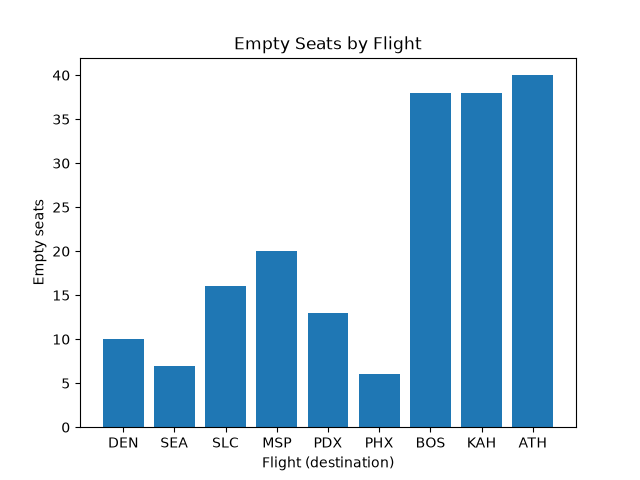 Empty Seats by Flight
Empty seats
40
35
30
25
20
15
10
5
0
DEN SEA SLC MSP PDX PHX BOS KAH ATH
Flight (destination)